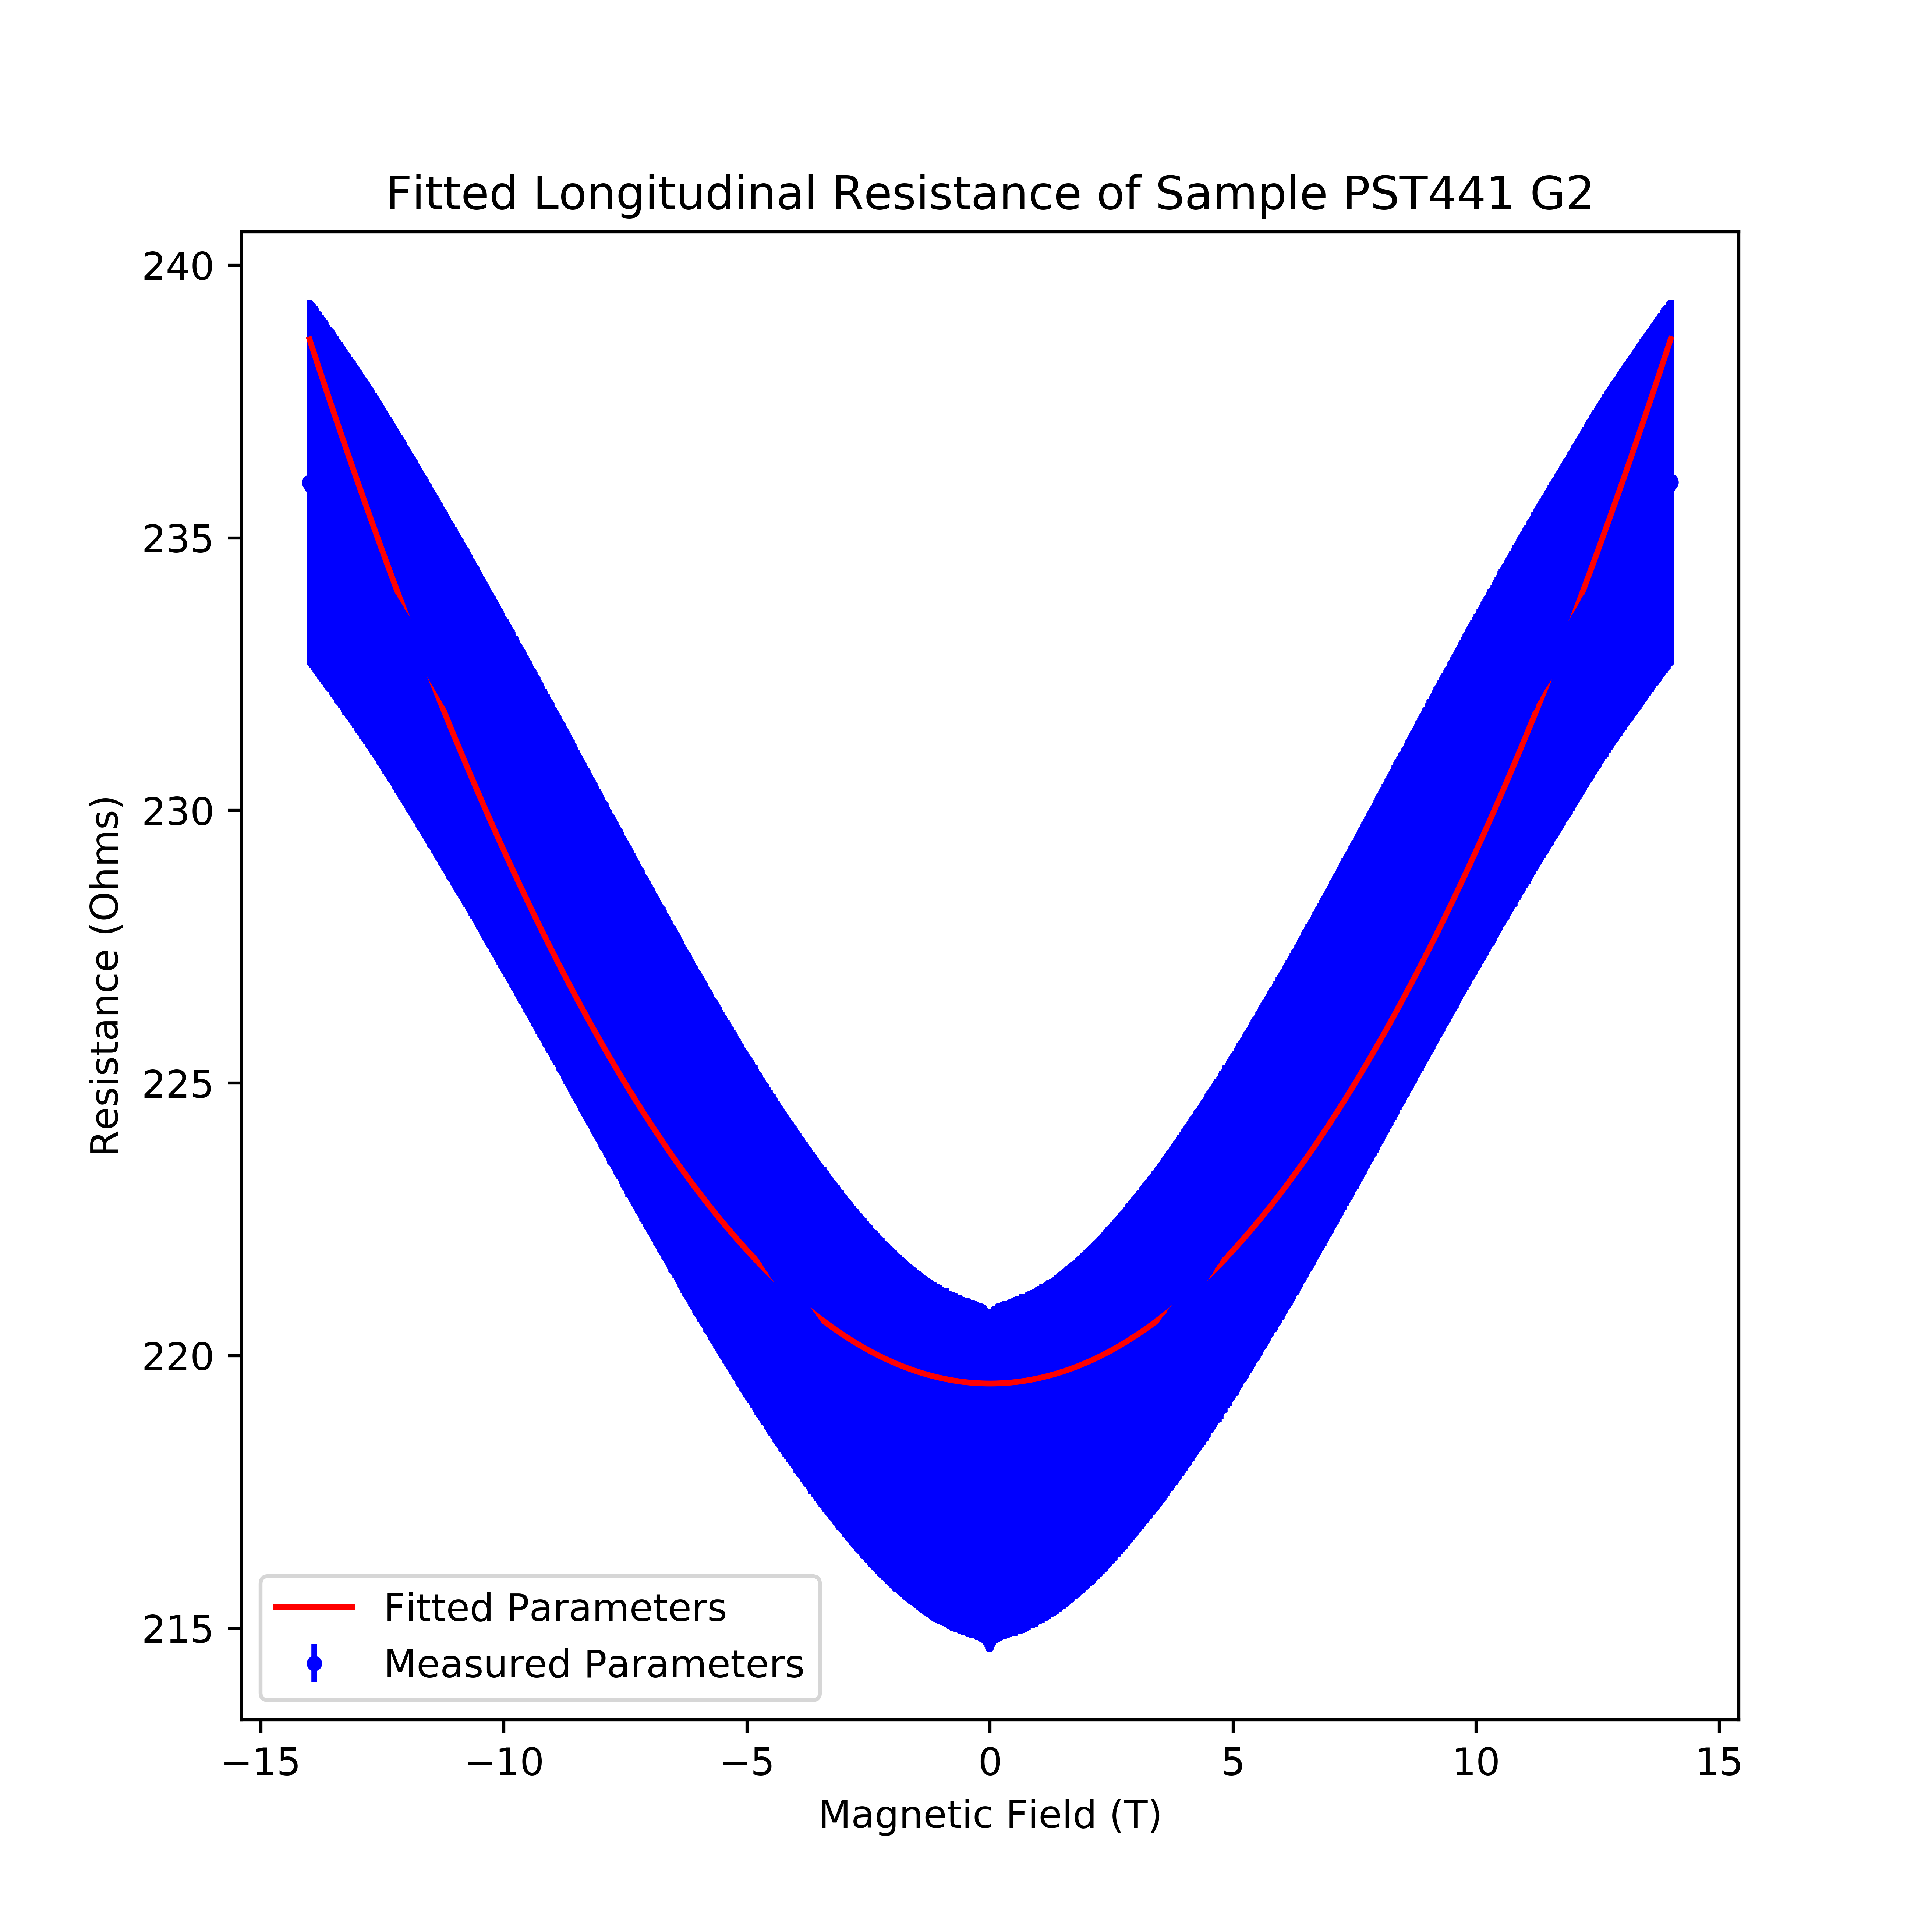 Fitted Longitudinal Resistance of Sample PST441 G2
240
235
230
225
220
215
Resistance (Ohms)
Fitted Parameters
Measured Parameters
−15 −10 −5 0 5 10 15
Magnetic Field (T)